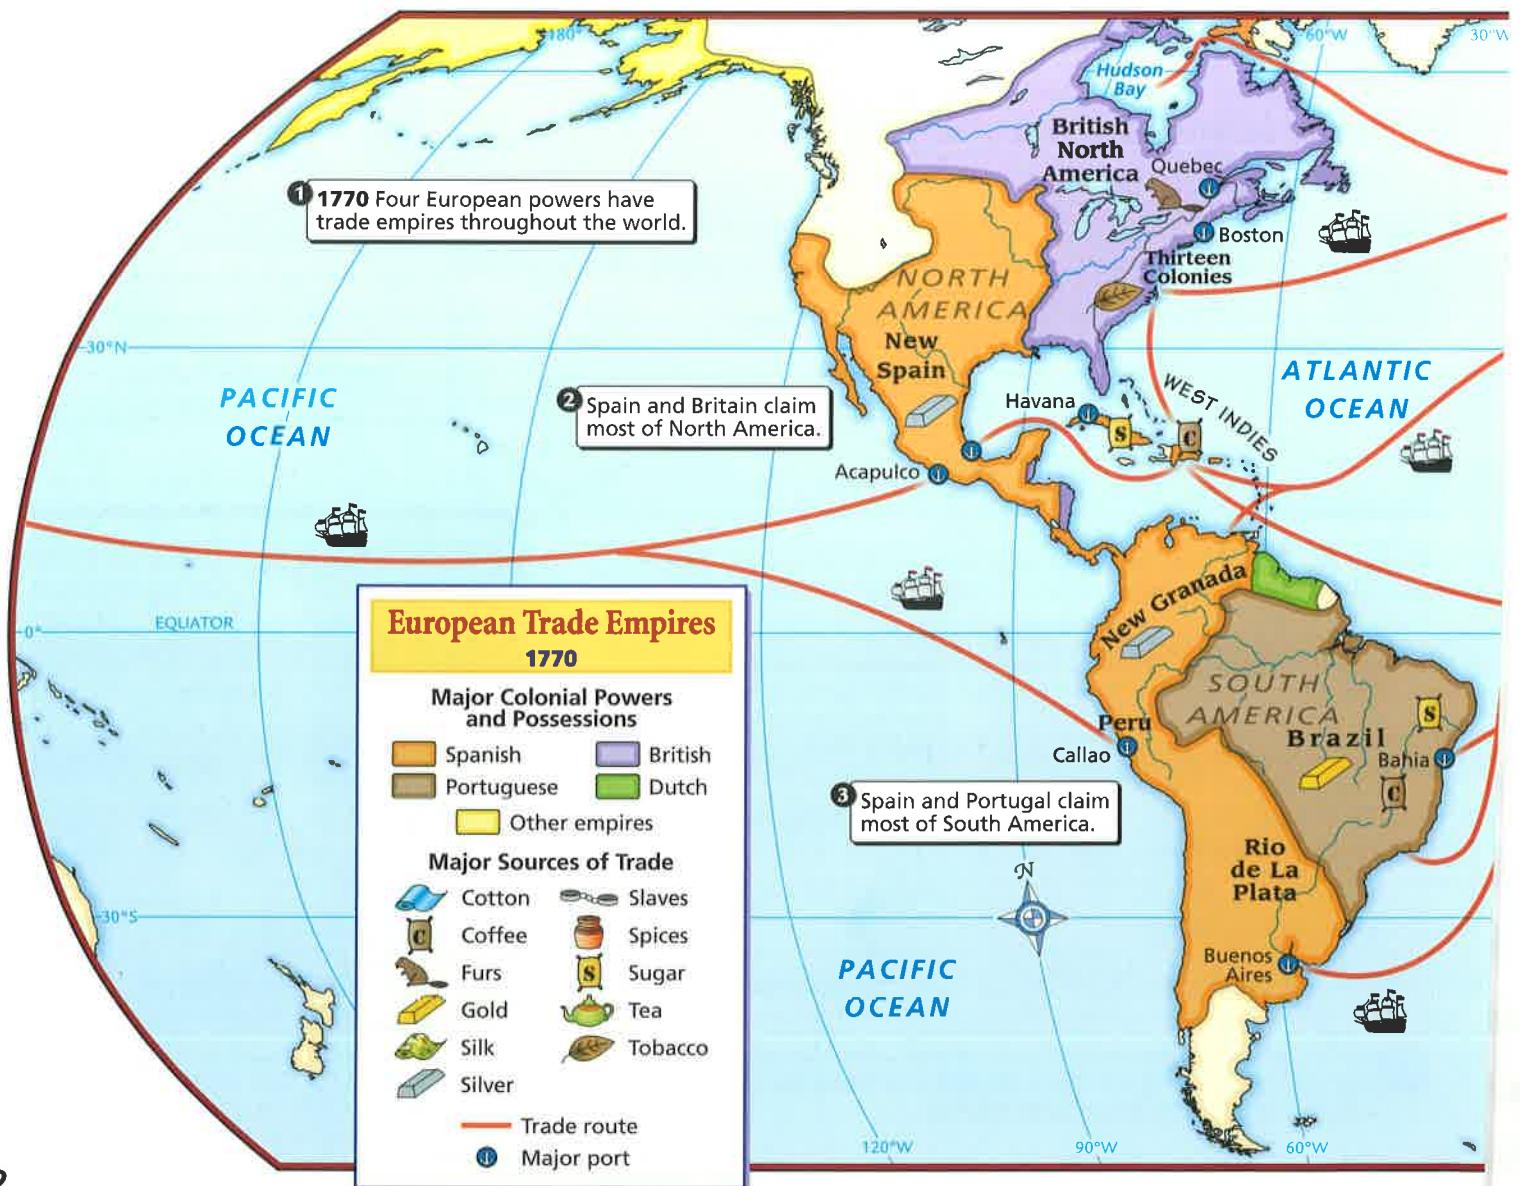 180°
60°W
30°W
Hudson
Bay
British
North
America
Quebec
1 1770 Four European powers have
trade empires throughout the world.
Boston
Thirteen
Colonies
NORTH
AMERICA
30°N
New
Spain
PACIFIC
OCEAN
ATLANTIC
OCEAN
2 Spain and Britain claim
most of North America.
Havana
WEST INDIES
S
C
Acapulco
New Granada
EQUATOR
0°
European Trade Empires
1770
Major Colonial Powers
and Possessions
Spanish
British
Portuguese
Dutch
Other empires
Major Sources of Trade
Cotton
Slaves
C
Coffee
Spices
Furs
S
Sugar
Gold
Tea
Silk
Tobacco
Silver
Trade route
Major port
SOUTH
AMERICA
Peru
Callao
Brazil
S
Bahia
C
3 Spain and Portugal claim
most of South America.
Rio
de La
Plata
N
30°S
Buenos
Aires
PACIFIC
OCEAN
120°W
90°W
60°W